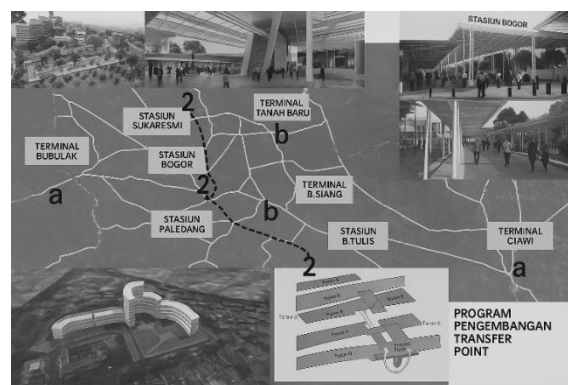 STASIUN BOGOR
2
STASIUN
SUKARESMI
TERMINAL
TANAH BARU
b
TERMINAL
BUBULAK
STASIUN
BOGOR
2
a
TERMINAL
B.SIANG
b
STASIUN
PALEDANG
STASIUN
B.TULIS
TERMINAL
CIAWI
2
a
PROGRAM
PENGEMBANGAN
TRANSFER
POINT